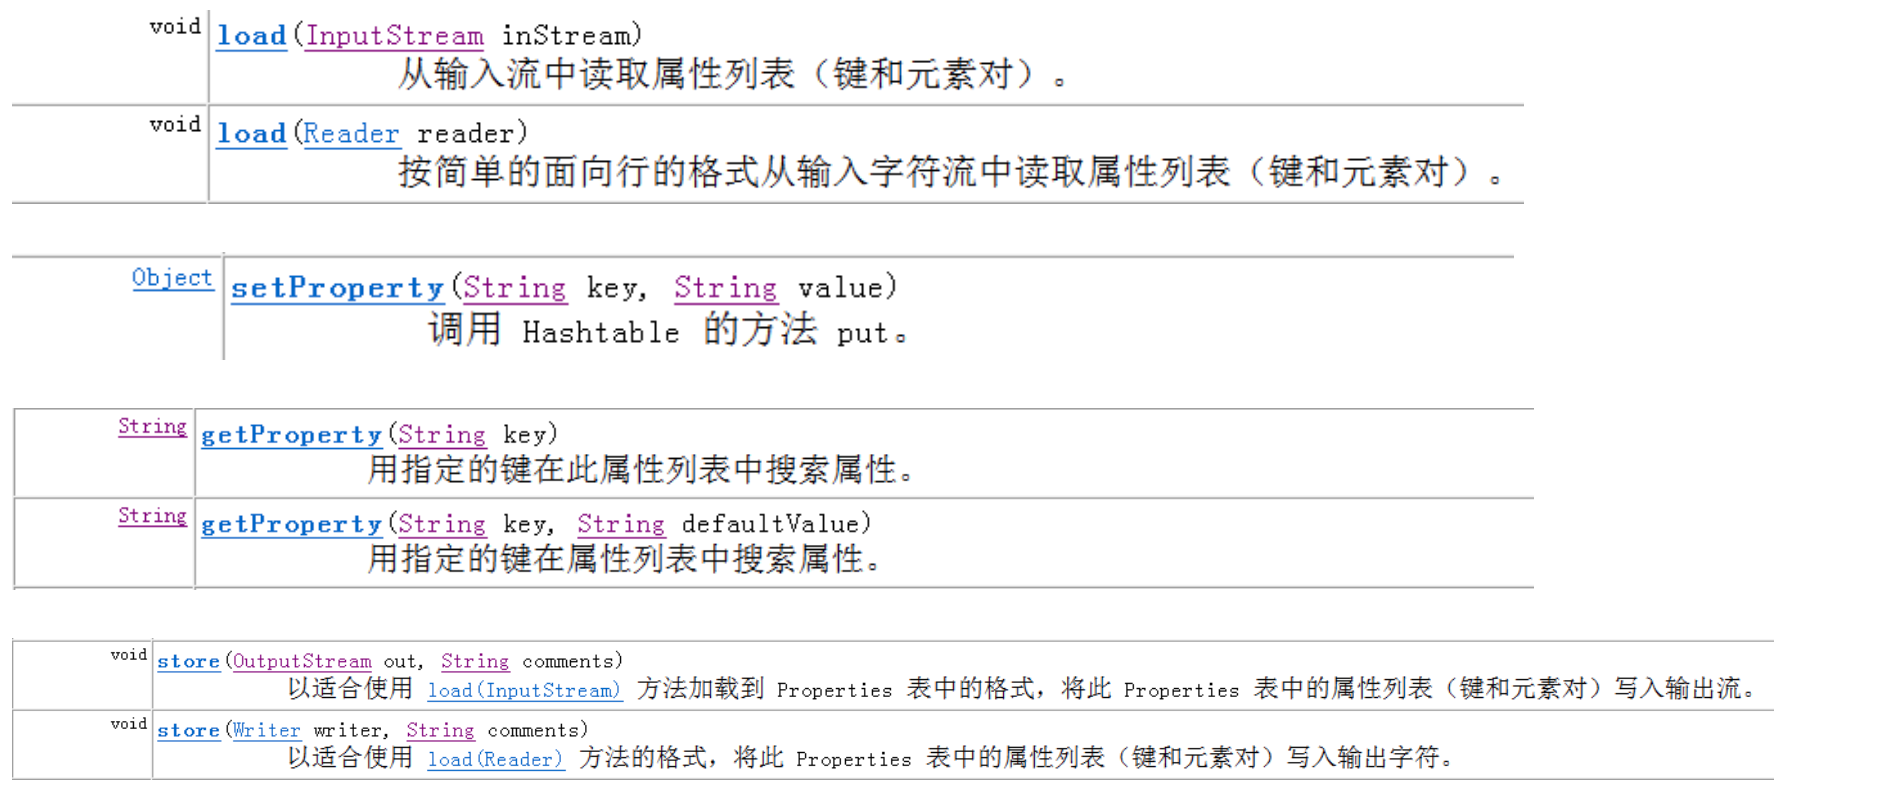 void load(InputStream inStream)
从输入流中读取属性列表（键和元素对）。
void load(Reader reader)
按简单的面向行的格式从输入字符流中读取属性列表（键和元素对）。
Object setProperty(String key, String value)
调用 Hashtable 的方法 put。
String getProperty(String key)
用指定的键在此属性列表中搜索属性。
String getProperty(String key, String defaultValue)
用指定的键在属性列表中搜索属性。
void store(OutputStream out, String comments)
以适合使用 load(InputStream) 方法加载到 Properties 表中的格式，将此 Properties 表中的属性列表（键和元素对）写入输出流。
void store(Writer writer, String comments)
以适合使用 load(Reader) 方法的格式，将此 Properties 表中的属性列表（键和元素对）写入输出字符。